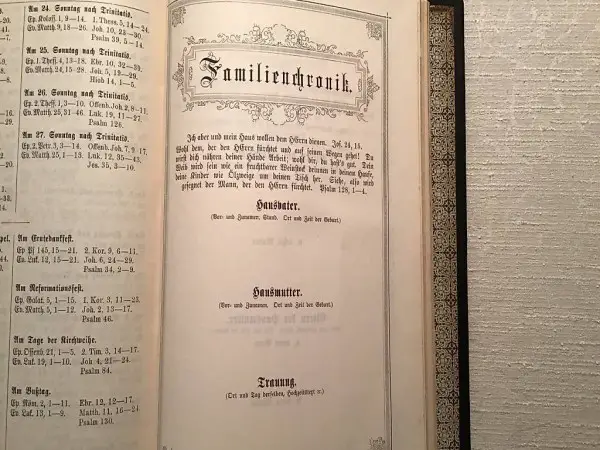 Am 24. Sonntag nach Trinitatis.
Ep. Koloss. 1, 9—14. 1. Thess. 5, 14—24.
Ev. Matth. 9, 18—26. Joh. 10, 23—30.
Psalm 39, 5—14.
Am 25. Sonntag nach Trinitatis.
Ep. 1. Thess. 4, 13—18. Ebr. 10, 32—39.
Ev. Matth. 24, 15—28. Joh. 5, 19—29.
Hiob 14, 1—5.
Am 26. Sonntag nach Trinitatis.
Ep. 2. Thess. 1, 3—10. Offenb. Joh. 2, 8—11.
Luk. 19, 11—27.
Psalm 126.
Am 27. Sonntag nach Trinitatis.
Ep. 2. Petr. 3, 3—14. Offenb. Joh. 7, 9—17.
Ev. Matth. 25, 1—13. Luk. 12, 35—43.
Jes. 35, 3—10.
Am Erntedankfest.
Ep. Ps. 145, 15—21. 2. Kor. 9, 6—11.
Ev. Luk. 12, 15—21. Joh. 6, 24—29.
Psalm 34, 2—9.
Am Reformationsfest.
Ep. Galat. 5, 1—15. 1. Kor. 3, 11—23.
Ev. Matth. 5, 1—12. Joh. 2, 13—17.
Psalm 46.
Am Tage der Kirchweihe.
Ep. Offenb. 21, 1—5. 2. Tim. 3, 14—17.
Ev. Luk. 19, 1—10. Joh. 4, 21—24.
Psalm 84.
Am Bußtag.
Ep. Röm. 2, 1—11. Ebr. 12, 12—17.
Ev. Luk. 13, 1—9. Matth. 11, 16—24.
Psalm 130.
Familienchronik.
Ich aber und mein Haus wollen dem HErrn dienen. Jos. 24, 15.
Wohl dem, der den HErrn fürchtet und auf seinen Wegen gehet! Du
wirst dich nähren deiner Hände Arbeit; wohl dir, du hast's gut. Dein
Weib wird sein wie ein fruchtbarer Weinstock drinnen in deinem Hause,
deine Kinder wie Ölzweige um deinen Tisch her. Siehe, also wird
gesegnet der Mann, der den HErrn fürchtet. Psalm 128, 1—4.
Hausvater.
(Vor- und Zuname, Stand. Ort und Zeit der Geburt.)
Hausmutter.
(Vor- und Zuname, Ort und Zeit der Geburt.)
Trauung.
(Ort und Tag derselben, Hochzeitstext ꝛc.)